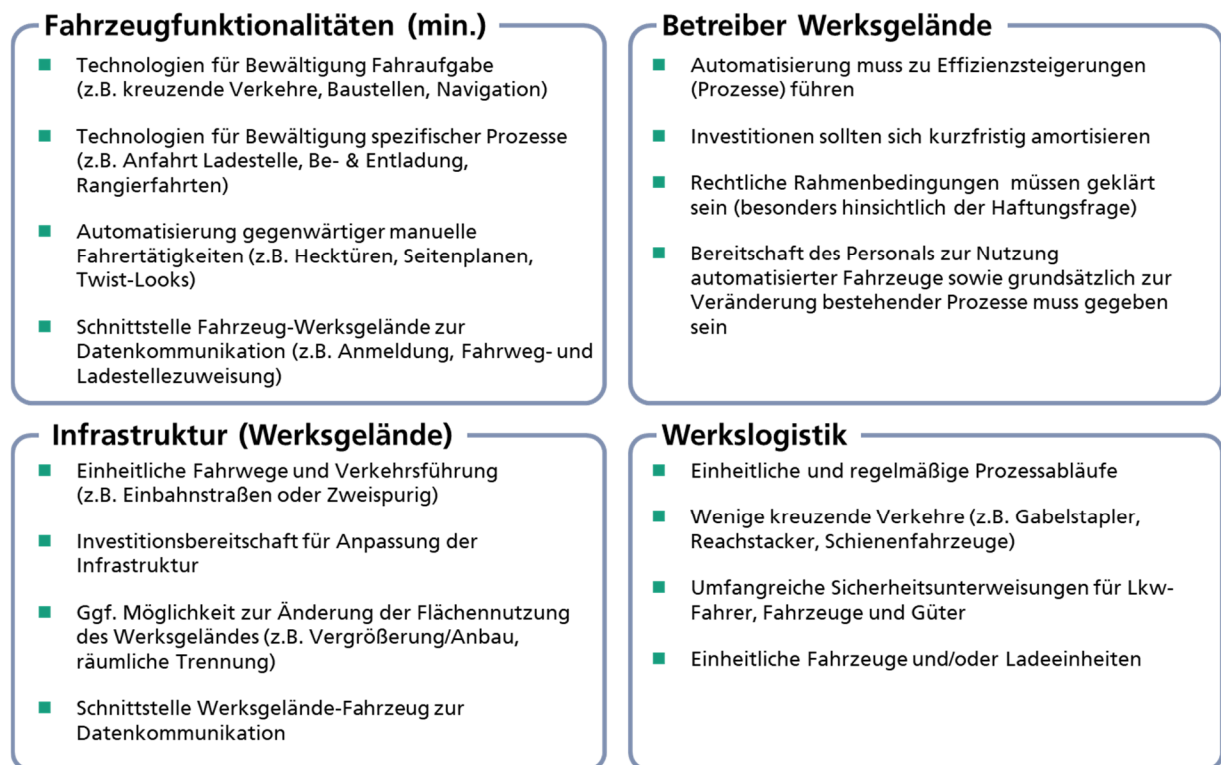 Fahrzeugfunktionalitäten (min.)
Technologien für Bewältigung Fahraufgabe
(z.B. kreuzende Verkehre, Baustellen, Navigation)
Technologien für Bewältigung spezifischer Prozesse
(z.B. Anfahrt Ladestelle, Be- & Entladung,
Rangierfahrten)
Automatisierung gegenwärtiger manuelle
Fahrertätigkeiten (z.B. Hecktüren, Seitenplanen,
Twist-Looks)
Schnittstelle Fahrzeug-Werksgelände zur
Datenkommunikation (z.B. Anmeldung, Fahrweg- und
Ladestellezuweisung)
Betreiber Werksgelände
Automatisierung muss zu Effizienzsteigerungen
(Prozesse) führen
Investitionen sollten sich kurzfristig amortisieren
Rechtliche Rahmenbedingungen müssen geklärt
sein (besonders hinsichtlich der Haftungsfrage)
Bereitschaft des Personals zur Nutzung
automatisierter Fahrzeuge sowie grundsätzlich zur
Veränderung bestehender Prozesse muss gegeben
sein
Infrastruktur (Werksgelände)
Einheitliche Fahrwege und Verkehrsführung
(z.B. Einbahnstraßen oder Zweispurig)
Investitionsbereitschaft für Anpassung der
Infrastruktur
Ggf. Möglichkeit zur Änderung der Flächennutzung
des Werksgeländes (z.B. Vergrößerung/Anbau,
räumliche Trennung)
Schnittstelle Werksgelände-Fahrzeug zur
Datenkommunikation
Werkslogistik
Einheitliche und regelmäßige Prozessabläufe
Wenige kreuzende Verkehre (z.B. Gabelstapler,
Reachstacker, Schienenfahrzeuge)
Umfangreiche Sicherheitsunterweisungen für Lkw-
Fahrer, Fahrzeuge und Güter
Einheitliche Fahrzeuge und/oder Ladeeinheiten